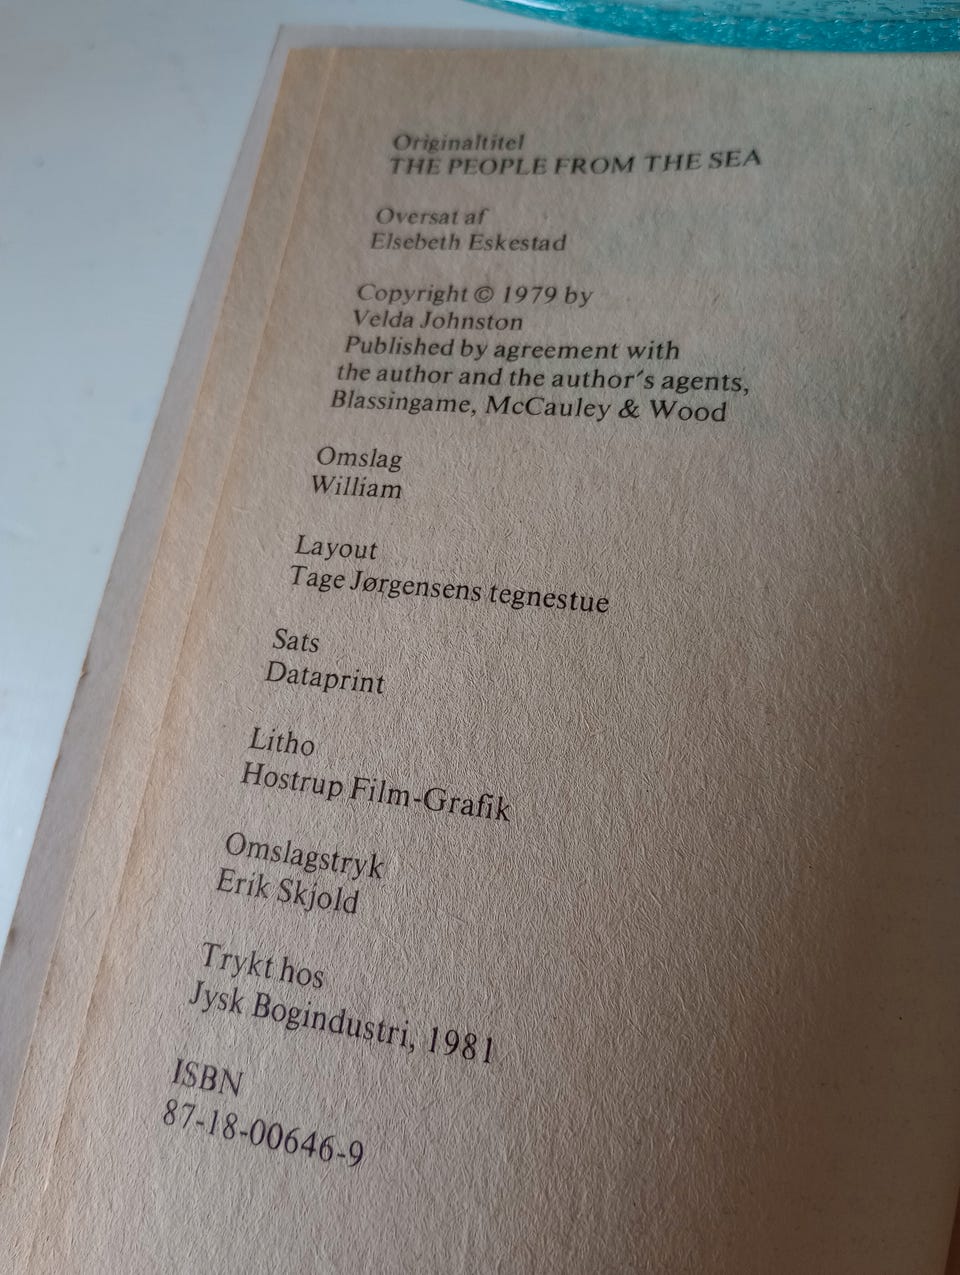 Originaltitel
THE PEOPLE FROM THE SEA
Oversat af
Elsebeth Eskestad
Copyright © 1979 by
Velda Johnston
Published by agreement with
the author and the author's agents,
Blassingame, McCauley & Wood
Omslag
William
Layout
Tage Jørgensens tegnestue
Sats
Dataprint
Litho
Hostrup Film-Grafik
Omslagstryk
Erik Skjold
Trykt hos
Jysk Bogindustri, 1981
ISBN
87-18-00646-9